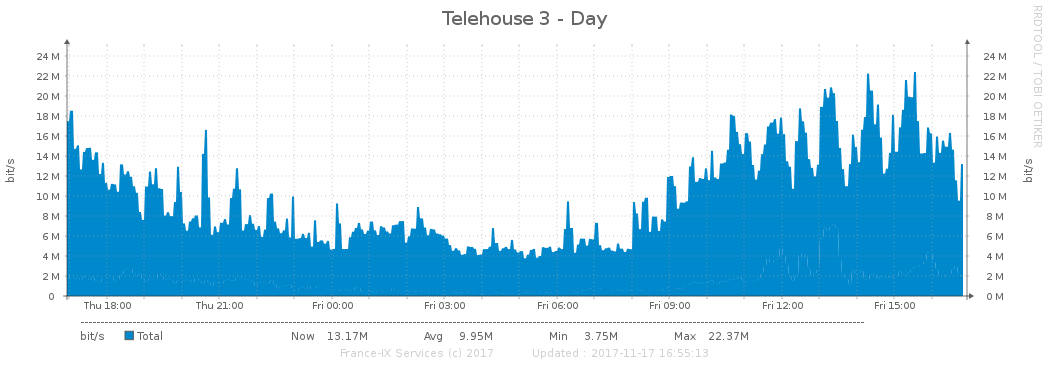 Telehouse 3 - Day
RRDTOOL / TOBI OETIKER
24 M 24 M
22 M 22 M
20 M 20 M
18 M 18 M
16 M 16 M
14 M 14 M
12 M 12 M
10 M 10 M
8 M 8 M
6 M 6 M
4 M 4 M
2 M 2 M
0 0 M
bit/s
bit/s
Thu 18:00 Thu 21:00 Fri 00:00 Fri 03:00 Fri 06:00 Fri 09:00 Fri 12:00 Fri 15:00
bit/s Total Now 13.17M Avg 9.95M Min 3.75M Max 22.37M
France-IX Services (c) 2017 Updated : 2017-11-17 16:55:13